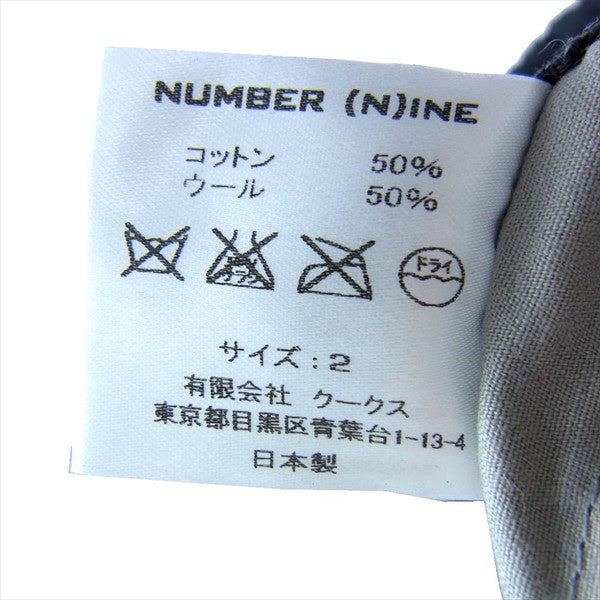 NUMBER (N)INE
コットン 50%
ウール 50%
ドライ
サイズ：2
有限会社 クークス
東京都目黒区青葉台1-13-4
日本製